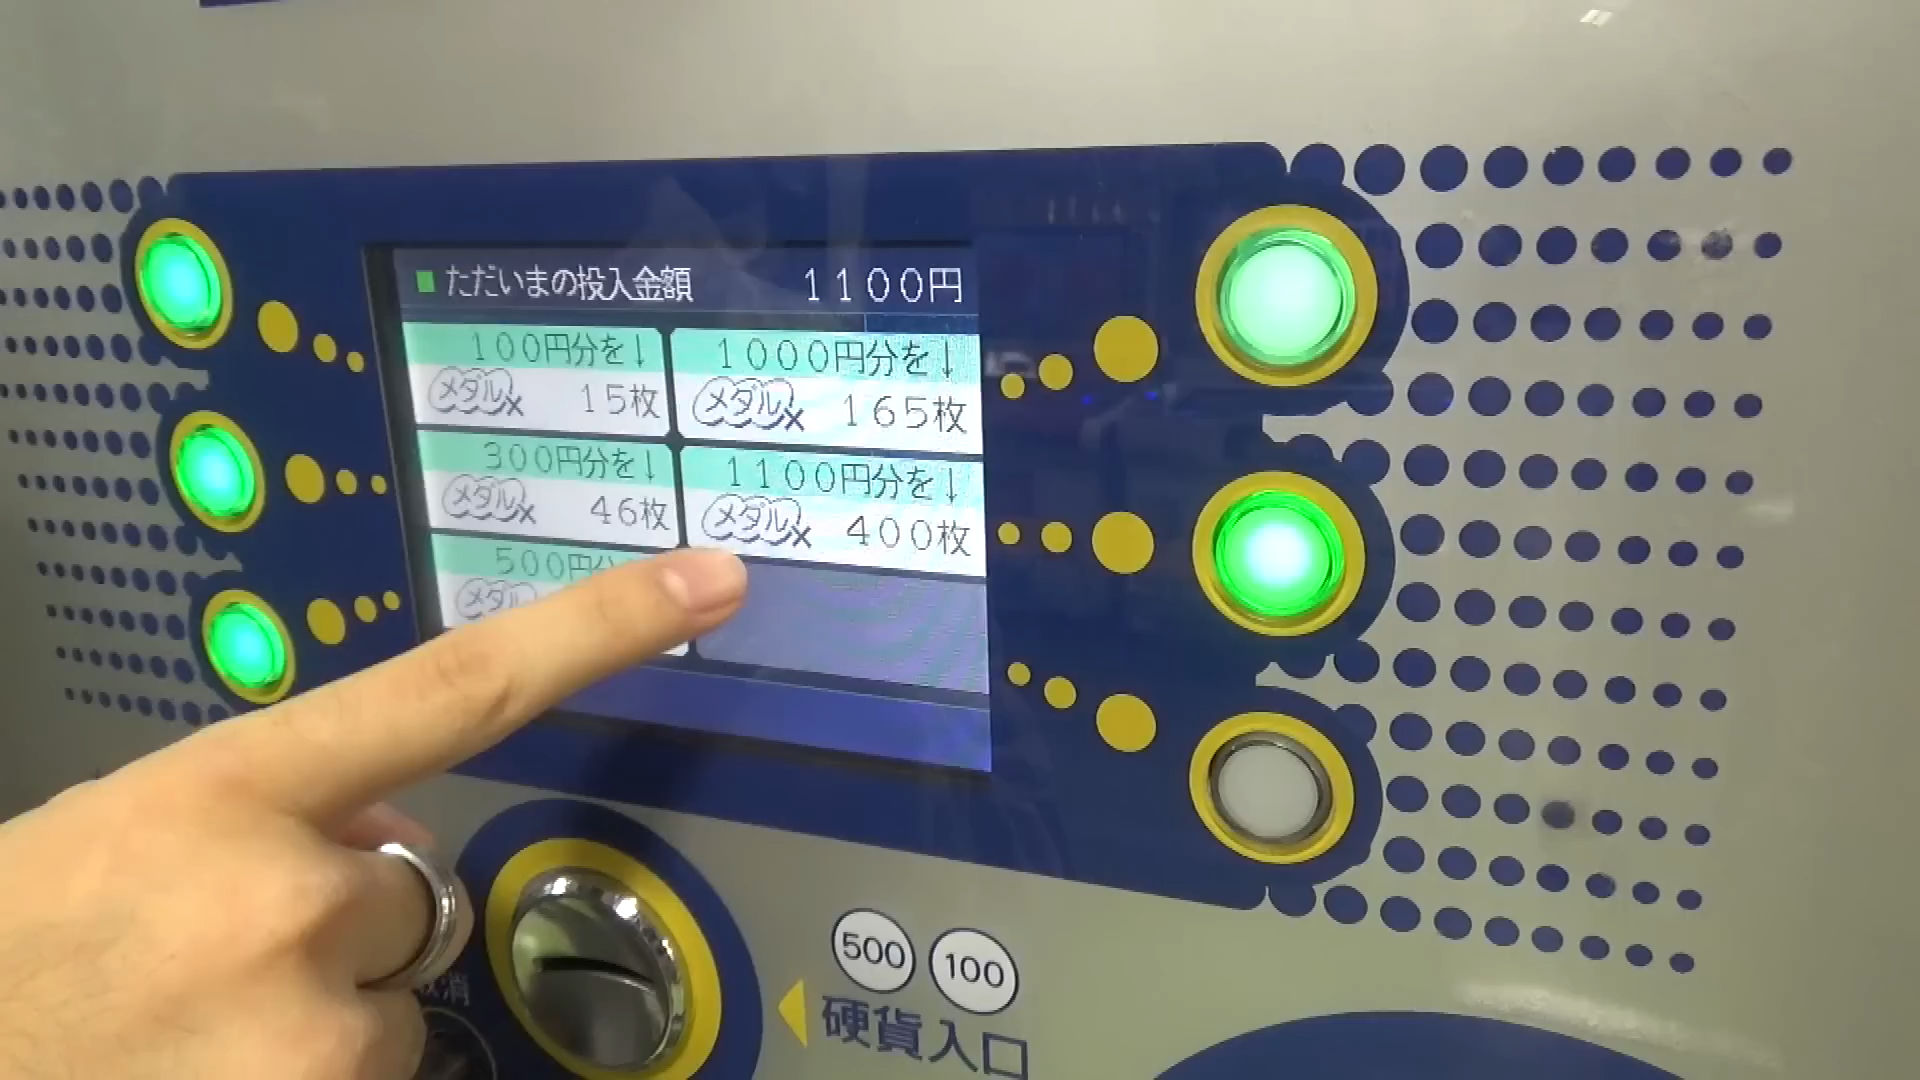 ■ただいまの投入金額 1100円
100円分を↓
メダル× 15枚
1000円分を↓
メダル× 165枚
300円分を↓
メダル× 46枚
1100円分を↓
メダル× 400枚
500円分
メダル
500 100
硬貨入口
消